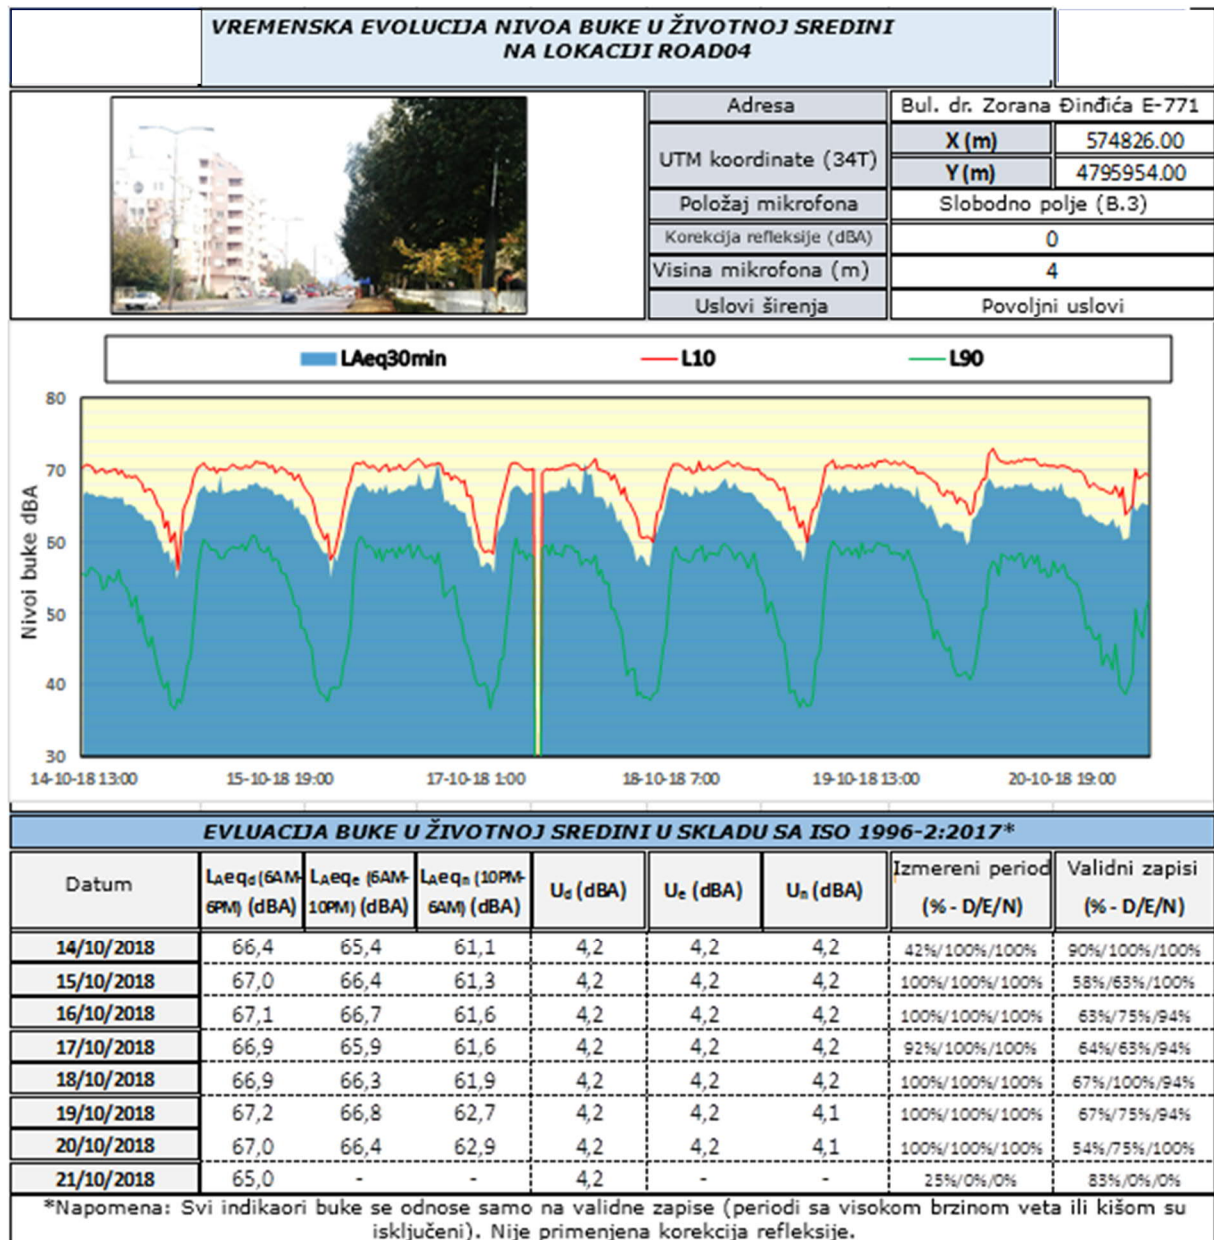 VREMENSKA EVOLUCIJA NIVOA BUKE U ŽIVOTNOJ SREDINI
NA LOKACIJI ROAD04
Adresa Bul. dr. Zorana Đinđića E-771
UTM koordinate (34T)
X (m) 574826.00
Y (m) 4795954.00
Položaj mikrofona Slobodno polje (B.3)
Korekcija refleksije (dBA) 0
Visina mikrofona (m) 4
Uslovi širenja Povoljni uslovi
LAeq30min L10 L90
Nivoi buke dBA
80
70
60
50
40
30
14-10-18 13:00 15-10-18 19:00 17-10-18 1:00 18-10-18 7:00 19-10-18 13:00 20-10-18 19:00
EVLUACIJA BUKE U ŽIVOTNOJ SREDINI U SKLADU SA ISO 1996-2:2017*
Datum LAeqd (6AM-6PM) (dBA) LAeqe (6AM-10PM) (dBA) LAeqn (10PM-6AM) (dBA) Ud (dBA) Ue (dBA) Un (dBA) Izmereni period (% - D/E/N) Validni zapisi (% - D/E/N)
14/10/2018 66,4 65,4 61,1 4,2 4,2 4,2 42%/100%/100% 90%/100%/100%
15/10/2018 67,0 66,4 61,3 4,2 4,2 4,2 100%/100%/100% 58%/63%/100%
16/10/2018 67,1 66,7 61,6 4,2 4,2 4,2 100%/100%/100% 63%/75%/94%
17/10/2018 66,9 65,9 61,6 4,2 4,2 4,2 92%/100%/100% 64%/63%/94%
18/10/2018 66,9 66,3 61,9 4,2 4,2 4,2 100%/100%/100% 67%/100%/94%
19/10/2018 67,2 66,8 62,7 4,2 4,2 4,1 100%/100%/100% 67%/75%/94%
20/10/2018 67,0 66,4 62,9 4,2 4,2 4,1 100%/100%/100% 54%/75%/100%
21/10/2018 65,0 - - 4,2 - - 25%/0%/0% 83%/0%/0%
*Napomena: Svi indikaori buke se odnose samo na validne zapise (periodi sa visokom brzinom veta ili kišom su
isključeni). Nije primenjena korekcija refleksije.